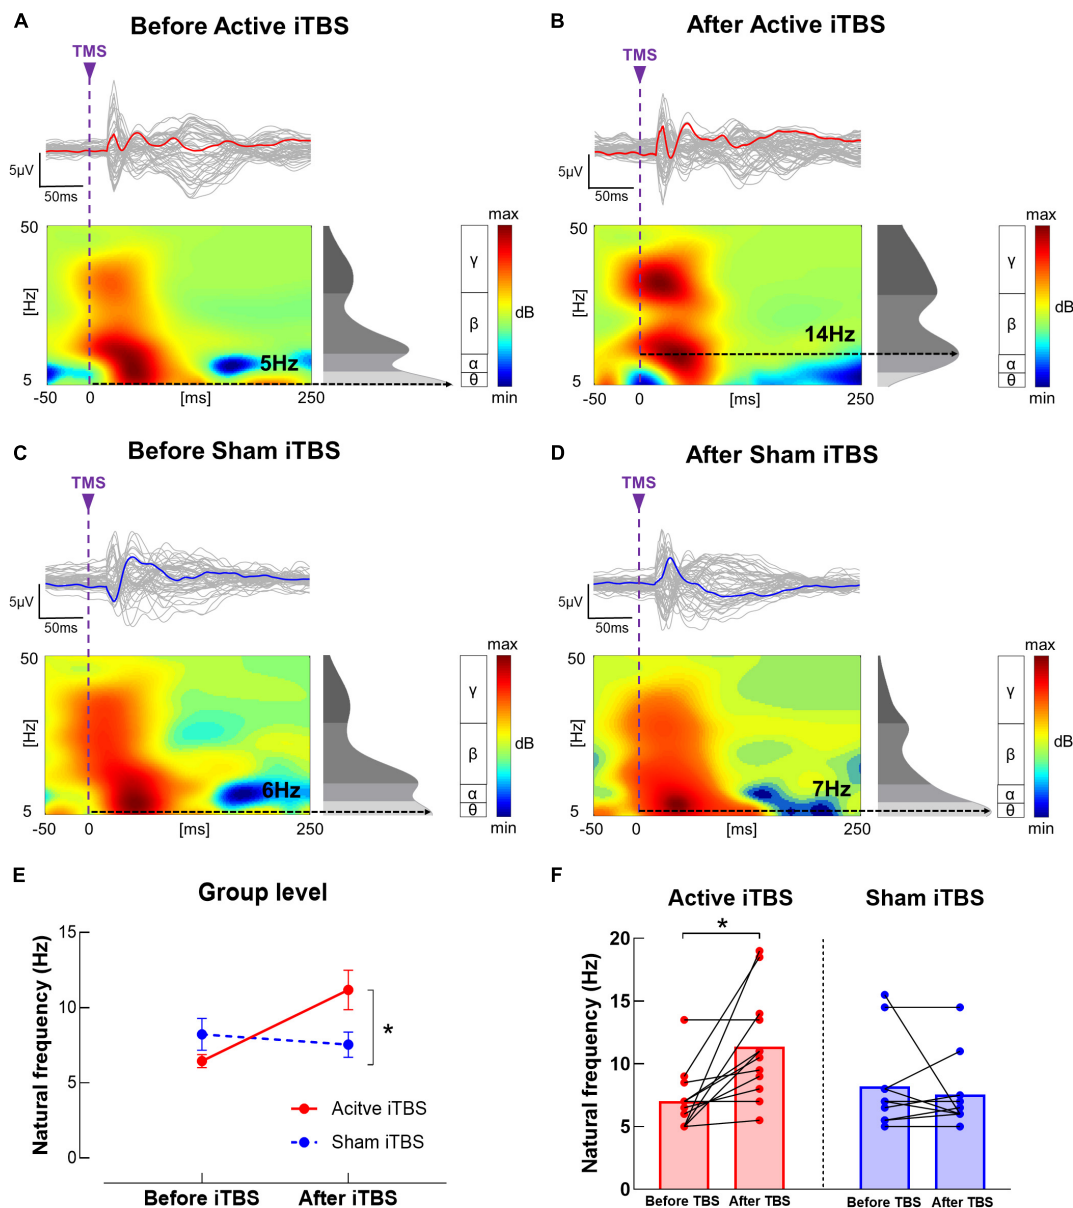 A
Before Active iTBS
TMS
5µV
50ms
50
[Hz]
5
-50
0
[ms]
250
5Hz
γ
β
α
θ
max
dB
min
B
After Active iTBS
TMS
5µV
50ms
50
[Hz]
5
-50
0
[ms]
250
14Hz
γ
β
α
θ
max
dB
min
C
Before Sham iTBS
TMS
5µV
50ms
50
[Hz]
5
-50
0
[ms]
250
6Hz
γ
β
α
θ
max
dB
min
D
After Sham iTBS
TMS
5µV
50ms
50
[Hz]
5
-50
0
[ms]
250
7Hz
γ
β
α
θ
max
dB
min
E
Group level
Natural frequency (Hz)
15
10
5
0
*
Acitve iTBS
Sham iTBS
Before iTBS
After iTBS
F
Active iTBS
Sham iTBS
*
Natural frequency (Hz)
20
15
10
5
0
Before TBS
After TBS
Before TBS
After TBS